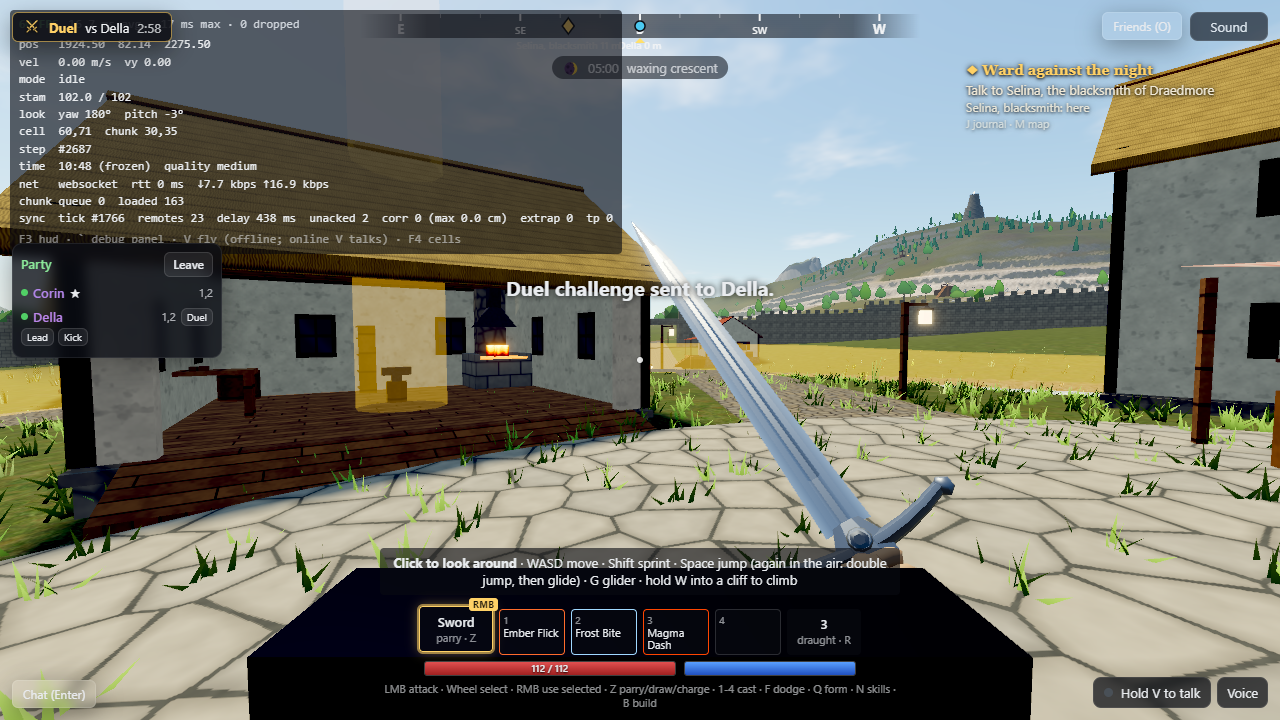 Duel vs Della 2:58
ms max · 0 dropped
pos 1924.50 82.14 2275.50
vel 0.00 m/s vy 0.00
mode idle
stam 102.0 / 102
look yaw 180° pitch -3°
cell 60,71 chunk 30,35
step #2687
time 10:48 (frozen) quality medium
net websocket rtt 0 ms ↓7.7 kbps ↑16.9 kbps
chunk queue 0 loaded 163
sync tick #1766 remotes 23 delay 438 ms unacked 2 corr 0 (max 0.0 cm) extrap 0 tp 0
F3 hud · ` debug panel · V fly (offline; online V talks) · F4 cells
E SE SW W
Della 0 m
05:00 waxing crescent
Friends (O) Sound
Ward against the night
Talk to Selina, the blacksmith of Draedmore
Selina, blacksmith: here
J journal · M map
Party Leave
Corin ★ 1,2
Della 1,2 Duel
Lead Kick
Duel challenge sent to Della.
Click to look around · WASD move · Shift sprint · Space jump (again in the air: double
jump, then glide) · G glider · hold W into a cliff to climb
RMB
Sword
parry · Z
1 Ember Flick
2 Frost Bite
3 Magma Dash
4
3
draught · R
112 / 112
LMB attack · Wheel select · RMB use selected · Z parry/draw/charge · 1-4 cast · F dodge · Q form · N skills ·
B build
Chat (Enter)
Hold V to talk Voice